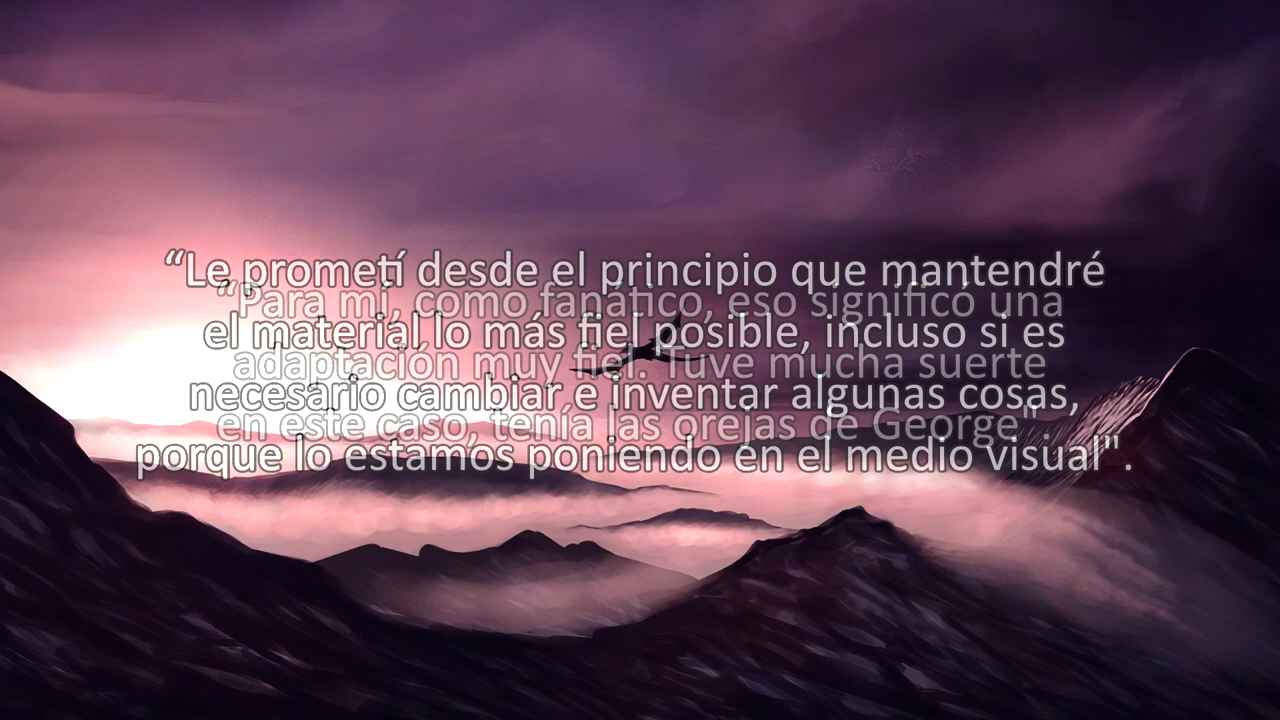 “Le prometí desde el principio que mantendré
el material lo más fiel posible, incluso si es
necesario cambiar e inventar algunas cosas,
porque lo estamos poniendo en el medio visual".
“Para mí, como fanático, eso significó una
adaptación muy fiel. Tuve mucha suerte
en este caso, tenía las orejas de George"